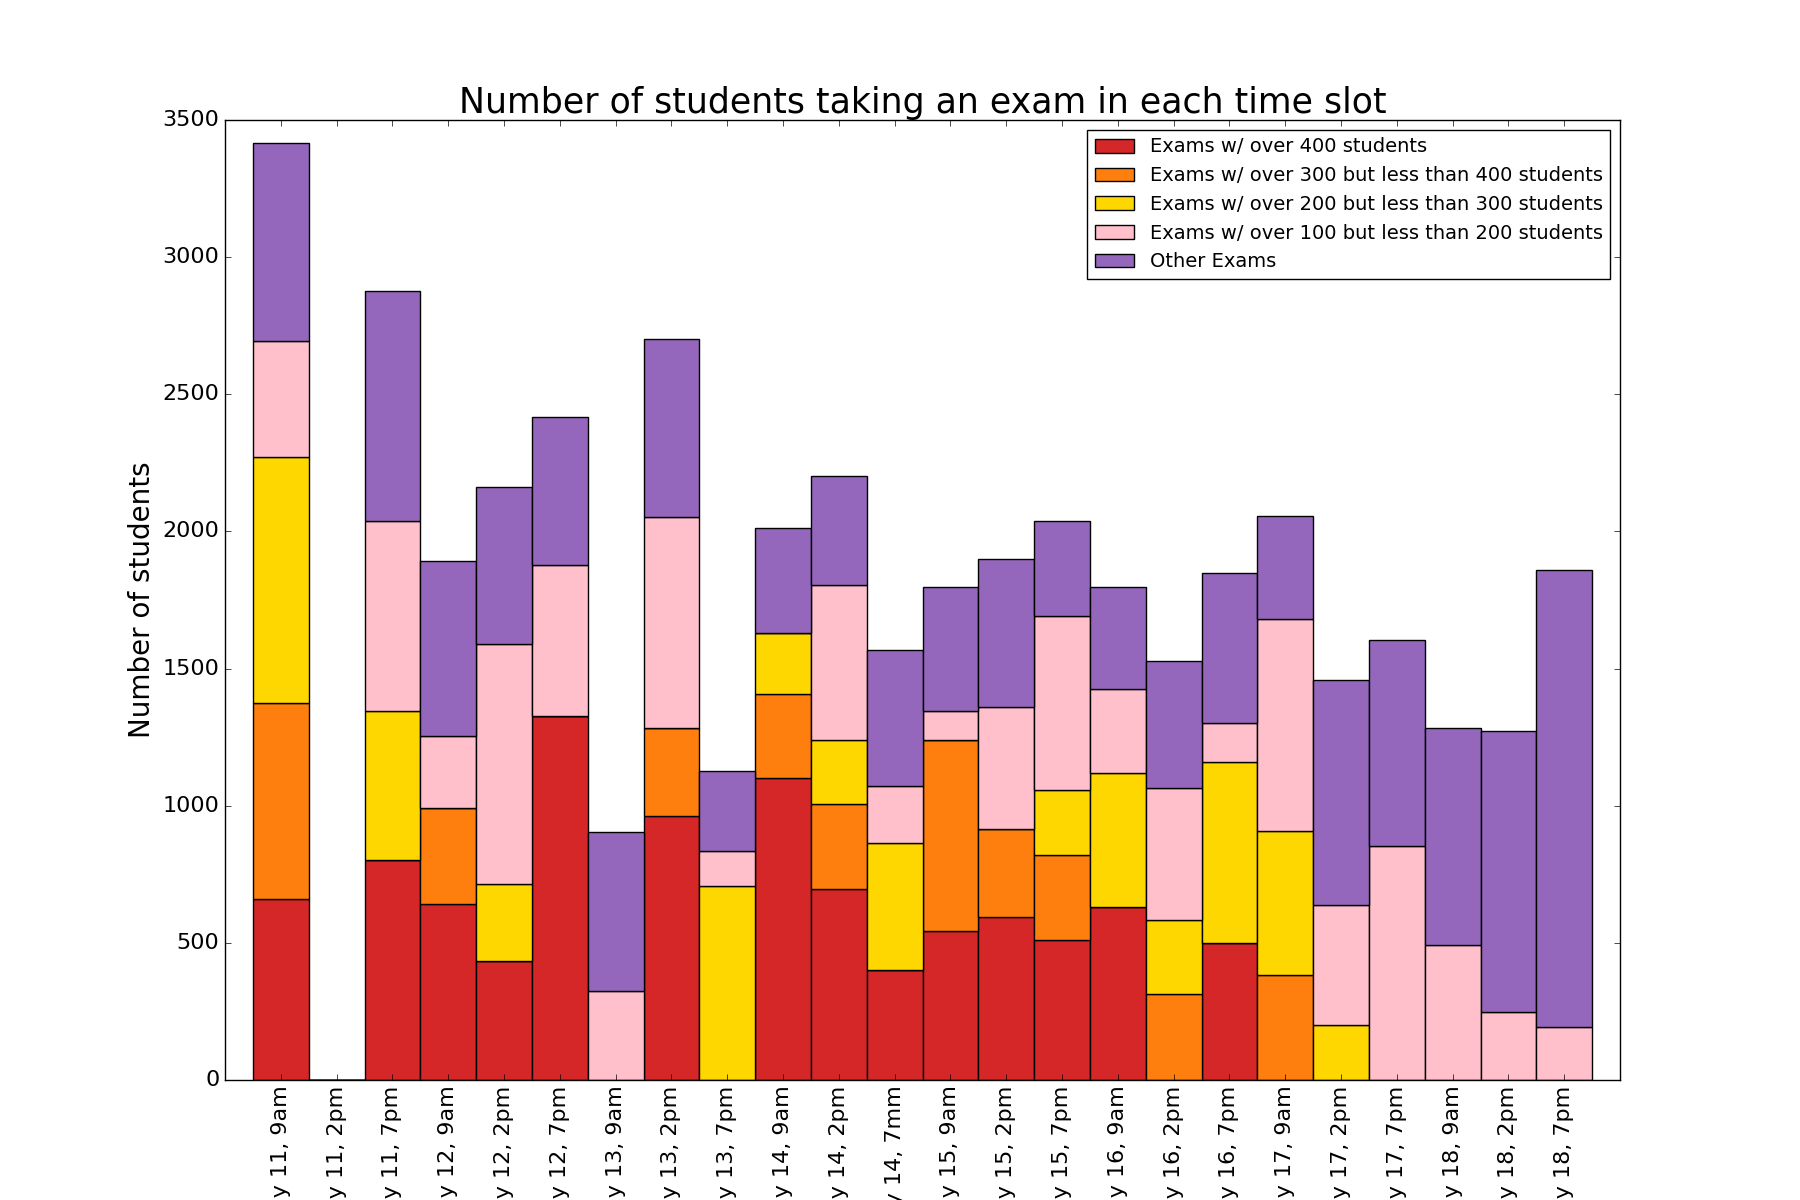 Number of students taking an exam in each time slot
Exams w/ over 400 students
Exams w/ over 300 but less than 400 students
Exams w/ over 200 but less than 300 students
Exams w/ over 100 but less than 200 students
Other Exams
Number of students
3500
3000
2500
2000
1500
1000
500
0
y 11, 9am
y 11, 2pm
y 11, 7pm
y 12, 9am
y 12, 2pm
y 12, 7pm
y 13, 9am
y 13, 2pm
y 13, 7pm
y 14, 9am
y 14, 2pm
y 14, 7mm
y 15, 9am
y 15, 2pm
y 15, 7pm
y 16, 9am
y 16, 2pm
y 16, 7pm
y 17, 9am
y 17, 2pm
y 17, 7pm
y 18, 9am
y 18, 2pm
y 18, 7pm